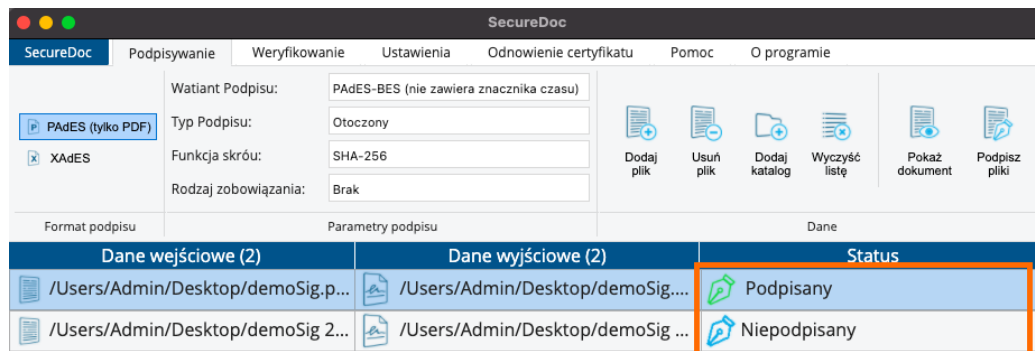 SecureDoc
SecureDoc Podpisywanie Weryfikowanie Ustawienia Odnowienie certyfikatu Pomoc O programie
PAdES (tylko PDF)
XAdES
Format podpisu
Watiant Podpisu: PAdES-BES (nie zawiera znacznika czasu)
Typ Podpisu: Otoczony
Funkcja skróu: SHA-256
Rodzaj zobowiązania: Brak
Parametry podpisu
Dodaj plik
Usuń plik
Dodaj katalog
Wyczyść listę
Pokaż dokument
Podpisz pliki
Dane
Dane wejściowe (2) Dane wyjściowe (2) Status
/Users/Admin/Desktop/demoSig.p... /Users/Admin/Desktop/demoSig.... Podpisany
/Users/Admin/Desktop/demoSig 2... /Users/Admin/Desktop/demoSig ... Niepodpisany